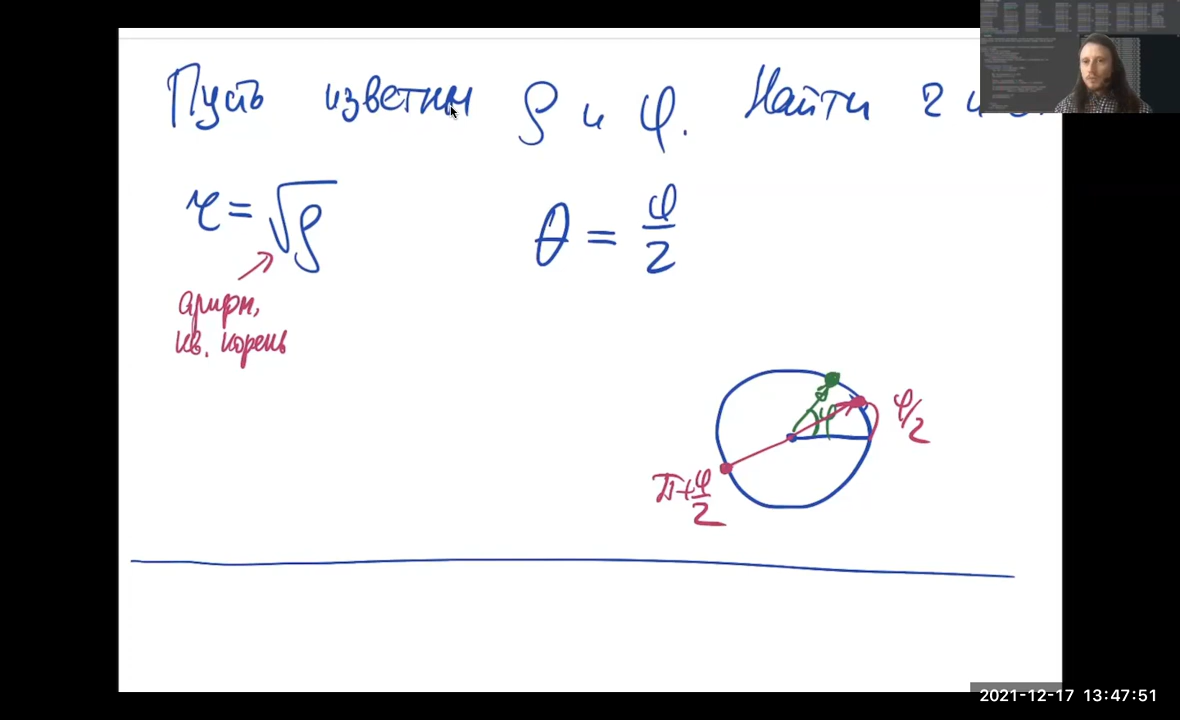 Пусть известны ρ и φ. Найти r и
r = √ρ
θ = φ/2
арифм.
кв. корень
φ
φ/2
π+φ/2
2021-12-17 13:47:51